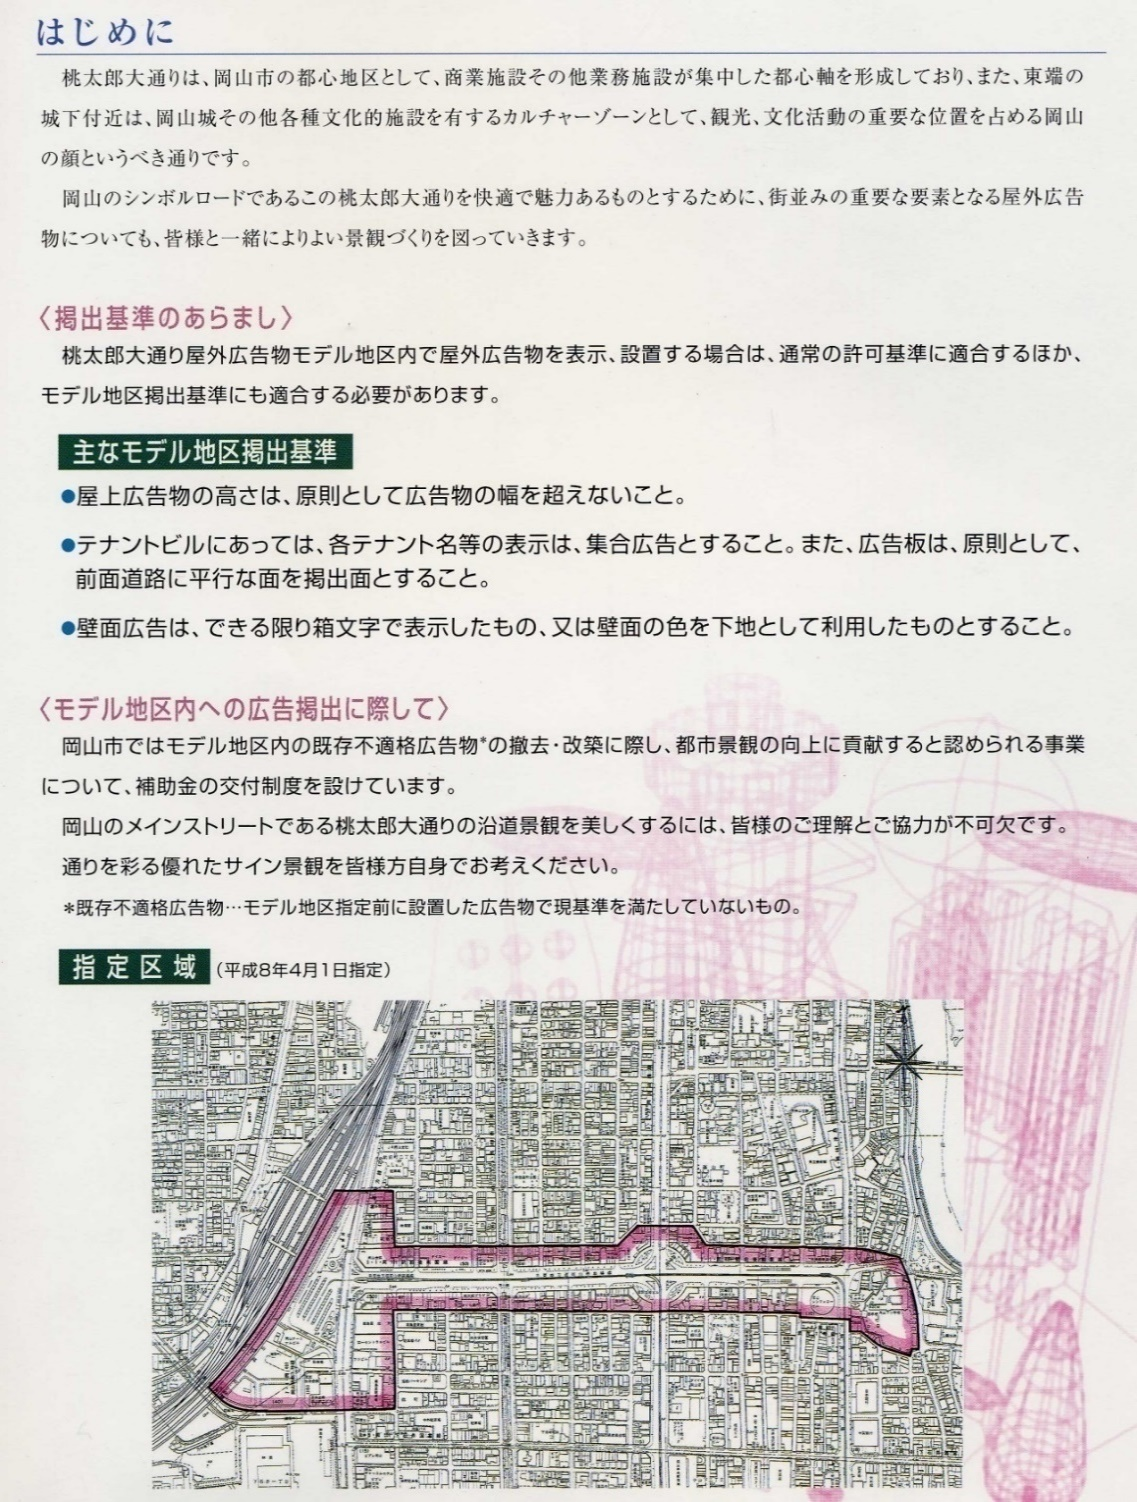 はじめに
桃太郎大通りは、岡山市の都心地区として、商業施設その他業務施設が集中した都心軸を形成しており、また、東端の
城下付近は、岡山城その他各種文化的施設を有するカルチャーゾーンとして、観光、文化活動の重要な位置を占める岡山
の顔というべき通りです。
岡山のシンボルロードであるこの桃太郎大通りを快適で魅力あるものとするために、街並みの重要な要素となる屋外広告
物についても、皆様と一緒によりよい景観づくりを図っていきます。
〈掲出基準のあらまし〉
桃太郎大通り屋外広告物モデル地区内で屋外広告物を表示、設置する場合は、通常の許可基準に適合するほか、
モデル地区掲出基準にも適合する必要があります。
主なモデル地区掲出基準
●屋上広告物の高さは、原則として広告物の幅を超えないこと。
●テナントビルにあっては、各テナント名等の表示は、集合広告とすること。また、広告板は、原則として、
前面道路に平行な面を掲出面とすること。
●壁面広告は、できる限り箱文字で表示したもの、又は壁面の色を下地として利用したものとすること。
〈モデル地区内への広告掲出に際して〉
岡山市ではモデル地区内の既存不適格広告物*の撤去・改築に際し、都市景観の向上に貢献すると認められる事業
について、補助金の交付制度を設けています。
岡山のメインストリートである桃太郎大通りの沿道景観を美しくするには、皆様のご理解とご協力が不可欠です。
通りを彩る優れたサイン景観を皆様方自身でお考えください。
*既存不適格広告物…モデル地区指定前に設置した広告物で現基準を満たしていないもの。
指定区域 (平成8年4月1日指定)